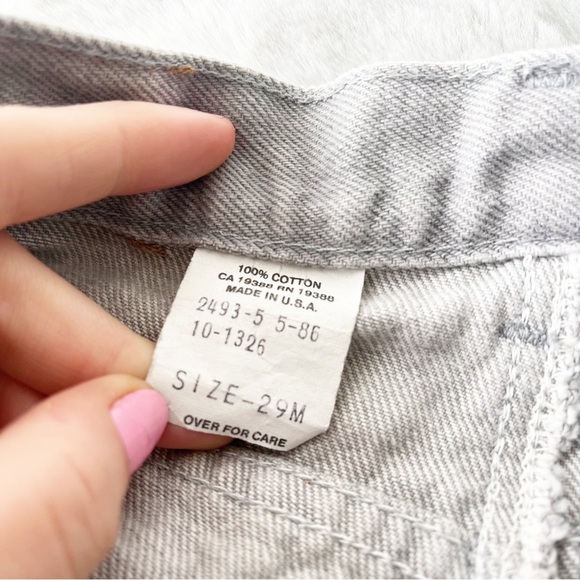 100% COTTON
CA 19388 RN 19388
MADE IN U.S.A.
2493-5 5-86
10-1326
SIZE-29M
OVER FOR CARE